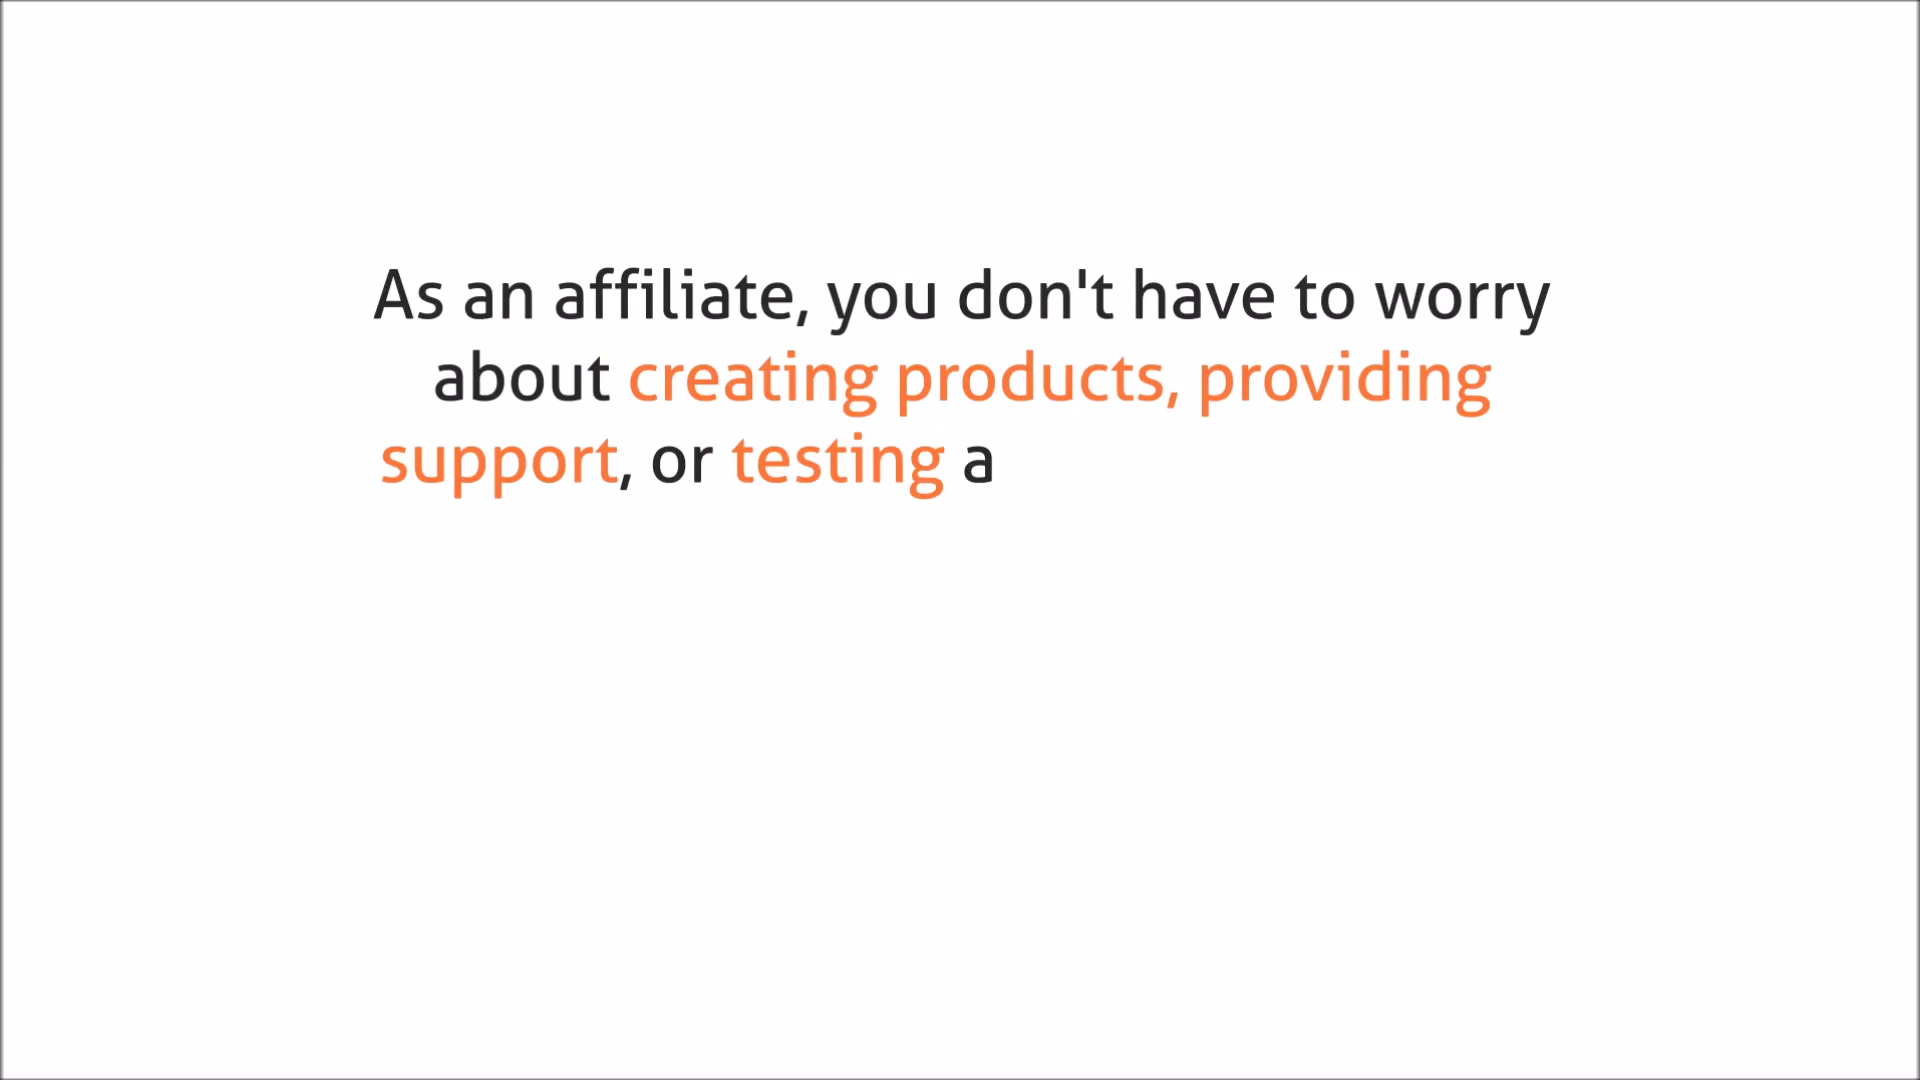 As an affiliate, you don't have to worry
about creating products, providing
support, or testing a